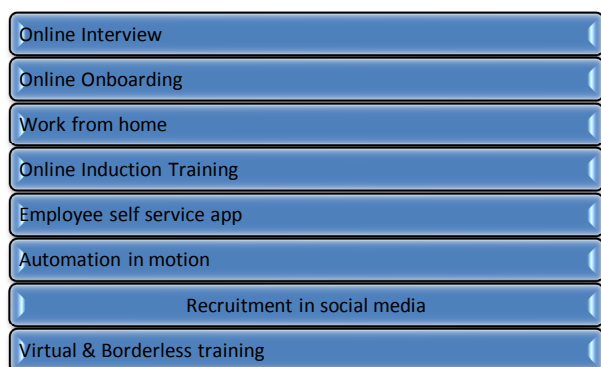 Online Interview
Online Onboarding
Work from home
Online Induction Training
Employee self service app
Automation in motion
Recruitment in social media
Virtual & Borderless training